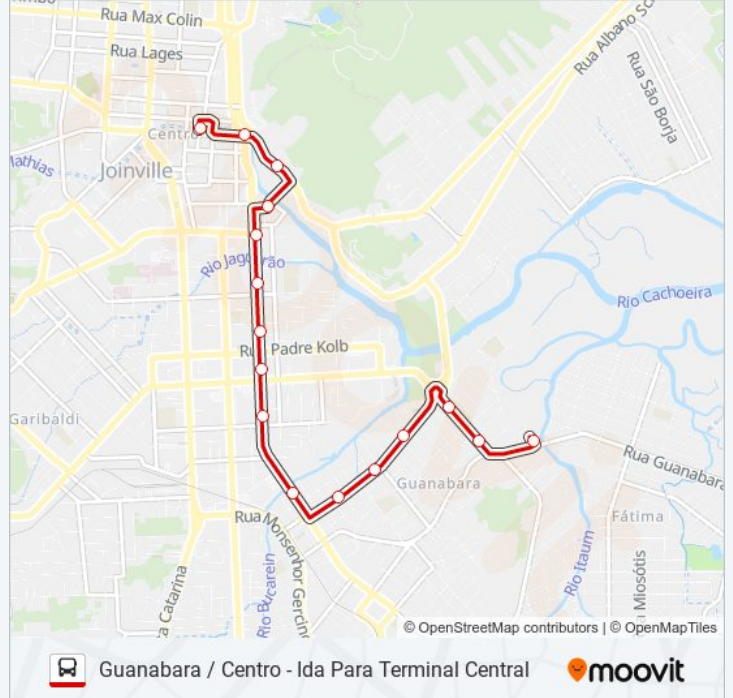 Rua Max Colin
Rua Lages
Rua Albano Sc
Rua São Borja
Centro
Mathias
Joinville
Rio Jaguarão
Rio Cachoeira
Rua Padre Kolb
Garibaldi
Rua Guanabara
Guanabara
Fátima
Rua Monsenhor Gercino
Rio Bucarein
Rio Itaum
a Miosótis
a Catarina
© OpenStreetMap contributors | © OpenMapTiles
Guanabara / Centro - Ida Para Terminal Central
moovit